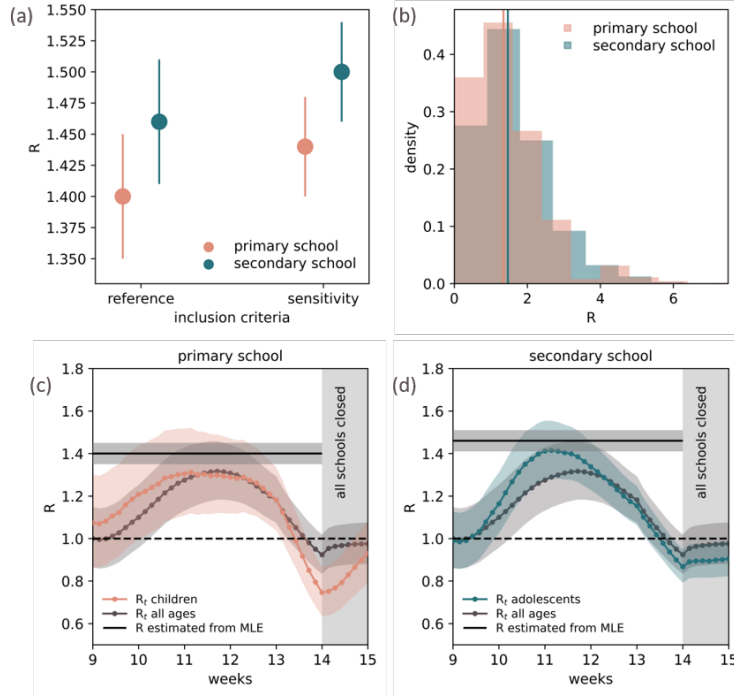 (a)
1.550
1.525
1.500
1.475
1.450
1.425
1.400
1.375
1.350
R
primary school
secondary school
reference
sensitivity
inclusion criteria
(b)
primary school
secondary school
0.4
0.3
0.2
0.1
0.0
density
0
2
4
6
R
primary school
(c)
1.8
1.6
1.4
1.2
1.0
0.8
0.6
R
all schools closed
Rt children
Rt all ages
R estimated from MLE
9
10
11
12
13
14
15
weeks
secondary school
(d)
1.8
1.6
1.4
1.2
1.0
0.8
0.6
R
all schools closed
Rt adolescents
Rt all ages
R estimated from MLE
9
10
11
12
13
14
15
weeks